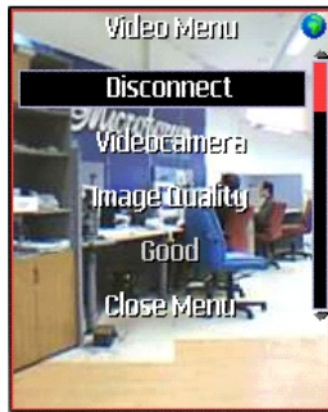 Video Menu
Disconnect
Videocamera
Image Quality
Good
Close Menu